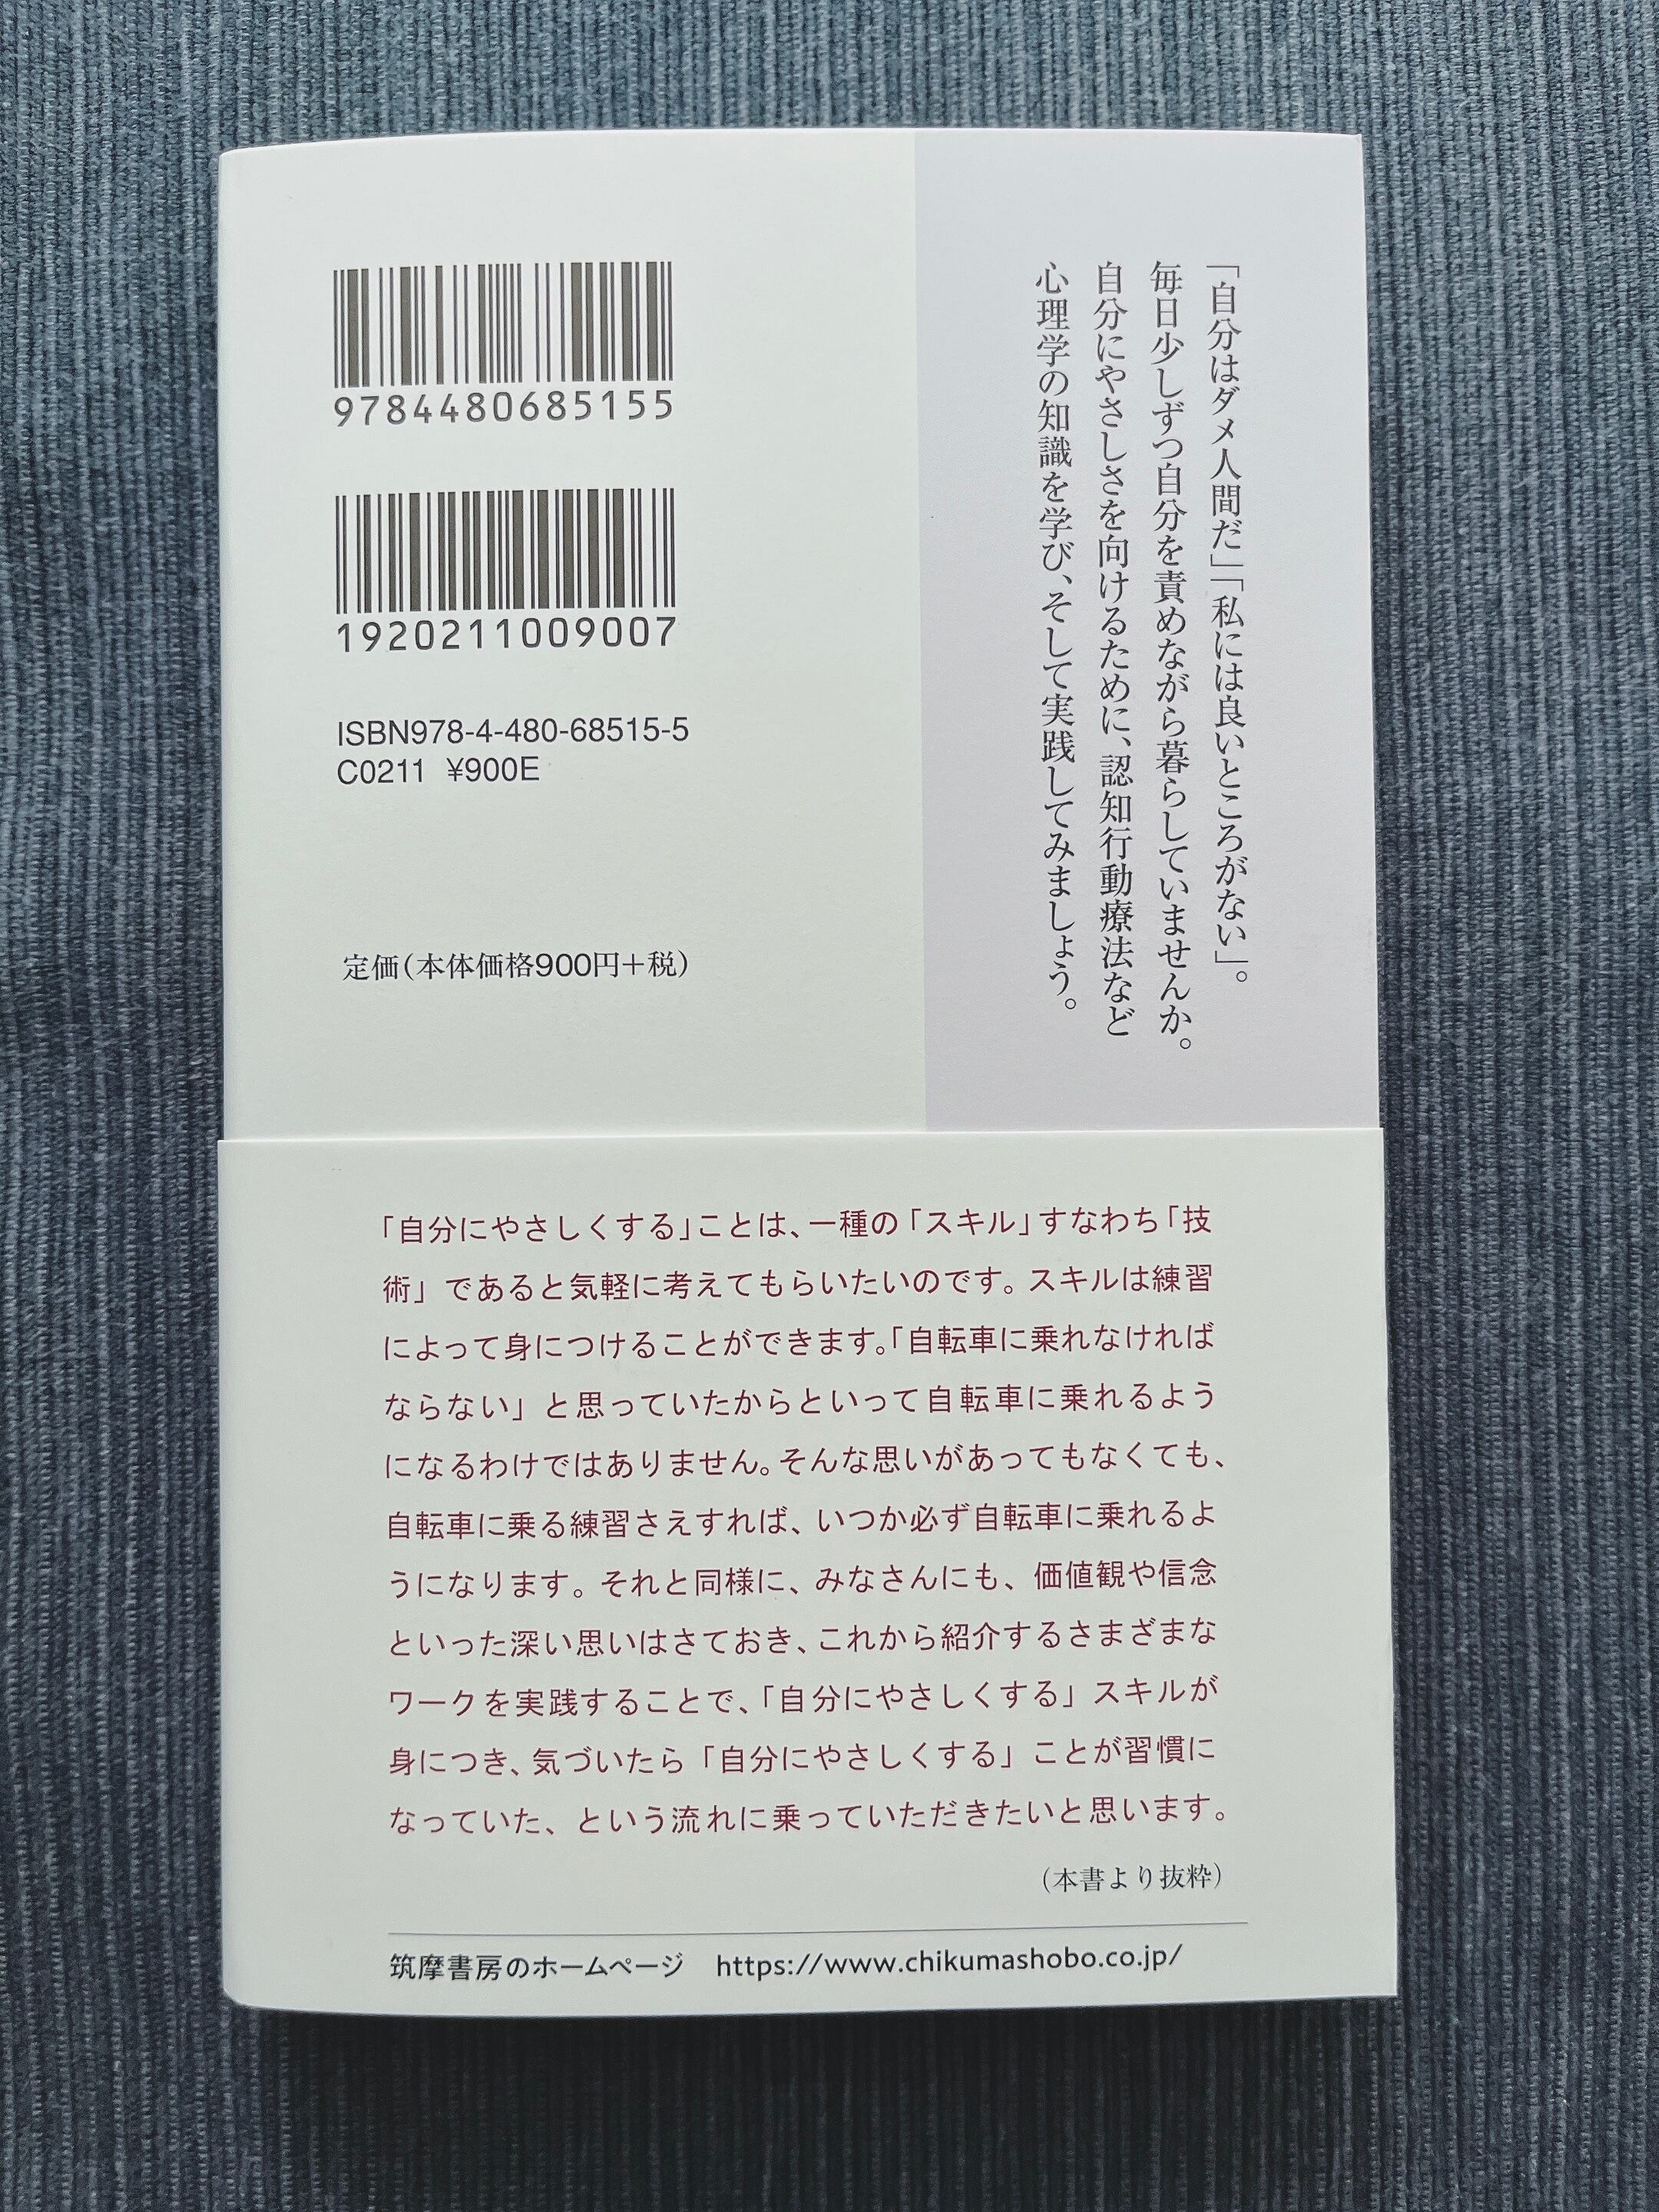 「自分はダメ人間だ」「私には良いところがない」。
毎日少しずつ自分を責めながら暮らしていませんか。
自分にやさしさを向けるために、認知行動療法など
心理学の知識を学び、そして実践してみましょう。
9784480685155
1920211009007
ISBN978-4-480-68515-5
C0211 ¥900E
定価（本体価格900円＋税）
「自分にやさしくする」ことは、一種の「スキル」すなわち「技
術」であると気軽に考えてもらいたいのです。スキルは練習
によって身につけることができます。「自転車に乗れなければ
ならない」と思っていたからといって自転車に乗れるよう
になるわけではありません。そんな思いがあってもなくても、
自転車に乗る練習さえすれば、いつか必ず自転車に乗れるよ
うになります。それと同様に、みなさんにも、価値観や信念
といった深い思いはさておき、これから紹介するさまざまな
ワークを実践することで、「自分にやさしくする」スキルが
身につき、気づいたら「自分にやさしくする」ことが習慣に
なっていた、という流れに乗っていただきたいと思います。
（本書より抜粋）
筑摩書房のホームページ https://www.chikumashobo.co.jp/